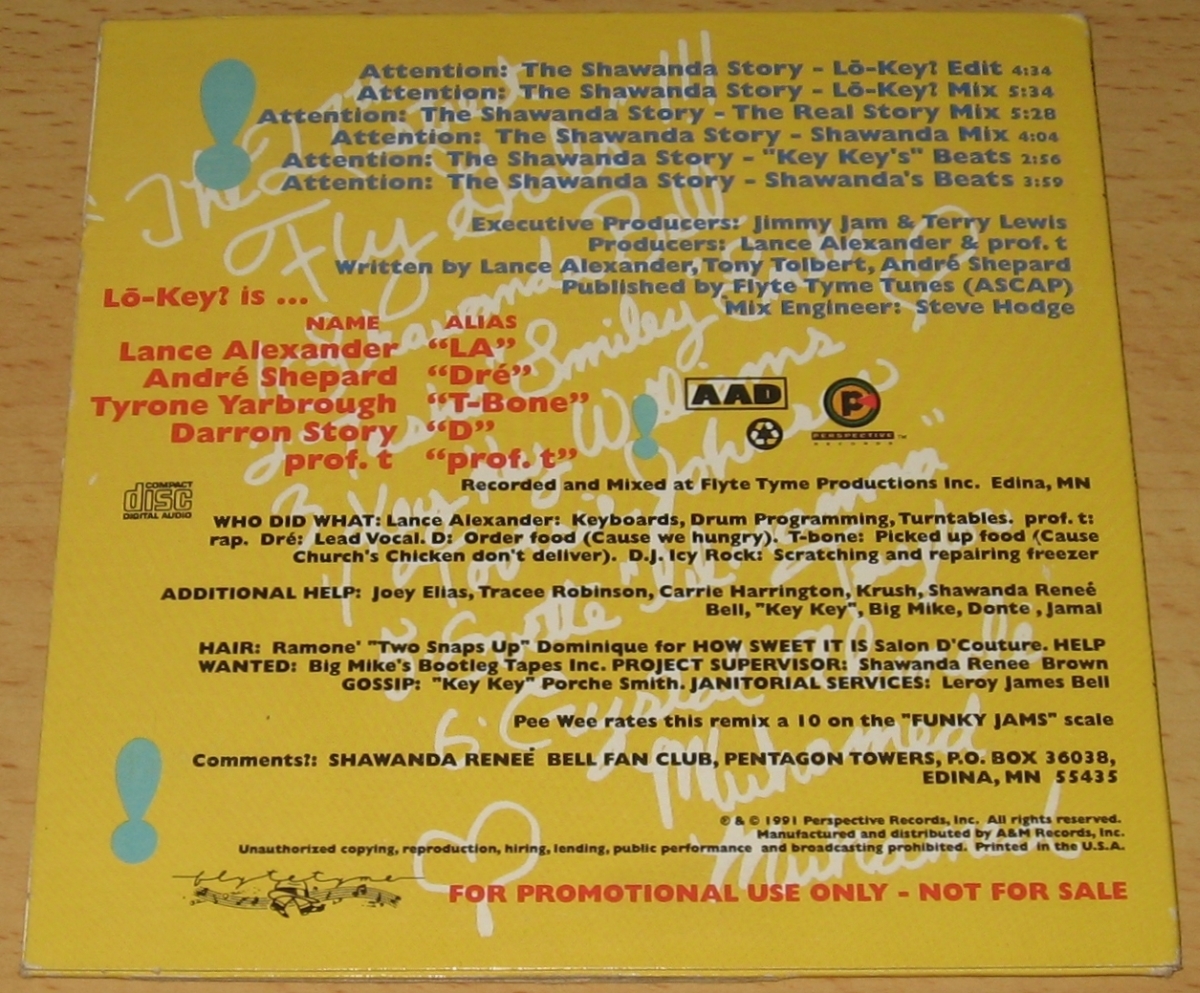 Attention: The Shawanda Story - Lō-Key? Edit 4:34
Attention: The Shawanda Story - Lō-Key? Mix 5:34
Attention: The Shawanda Story - The Real Story Mix 5:28
Attention: The Shawanda Story - Shawanda Mix 4:04
Attention: The Shawanda Story - "Key Key's" Beats 2:56
Attention: The Shawanda Story - Shawanda's Beats 3:59
Executive Producers: Jimmy Jam & Terry Lewis
Producers: Lance Alexander & prof. t
Written by Lance Alexander, Tony Tolbert, André Shepard
Published by Flyte Tyme Tunes (ASCAP)
Mix Engineer: Steve Hodge
Lō-Key? is ...
NAME ALIAS
Lance Alexander “LA”
André Shepard “Dré”
Tyrone Yarbrough “T-Bone”
Darron Story “D”
prof. t “prof. t”
AAD
P
PERSPECTIVE™
RECORDS
COMPACT
disc
DIGITAL AUDIO
Recorded and Mixed at Flyte Tyme Productions Inc. Edina, MN
WHO DID WHAT: Lance Alexander: Keyboards, Drum Programming, Turntables. prof. t:
rap. Dré: Lead Vocal. D: Order food (Cause we hungry). T-bone: Picked up food (Cause
Church's Chicken don't deliver). D.J. Icy Rock: Scratching and repairing freezer
ADDITIONAL HELP: Joey Elias, Tracee Robinson, Carrie Harrington, Krush, Shawanda Reneé
Bell, "Key Key", Big Mike, Donte , Jamal
HAIR: Ramone' "Two Snaps Up" Dominique for HOW SWEET IT IS Salon D'Couture. HELP
WANTED: Big Mike's Bootleg Tapes Inc. PROJECT SUPERVISOR: Shawanda Renee Brown
GOSSIP: "Key Key" Porche Smith. JANITORIAL SERVICES: Leroy James Bell
Pee Wee rates this remix a 10 on the "FUNKY JAMS" scale
Comments?: SHAWANDA RENEÉ BELL FAN CLUB, PENTAGON TOWERS, P.O. BOX 36038,
EDINA, MN 55435
℗ & © 1991 Perspective Records, Inc. All rights reserved.
Manufactured and distributed by A&M Records, Inc.
Unauthorized copying, reproduction, hiring, lending, public performance and broadcasting prohibited. Printed in the U.S.A.
flytetyme
FOR PROMOTIONAL USE ONLY - NOT FOR SALE